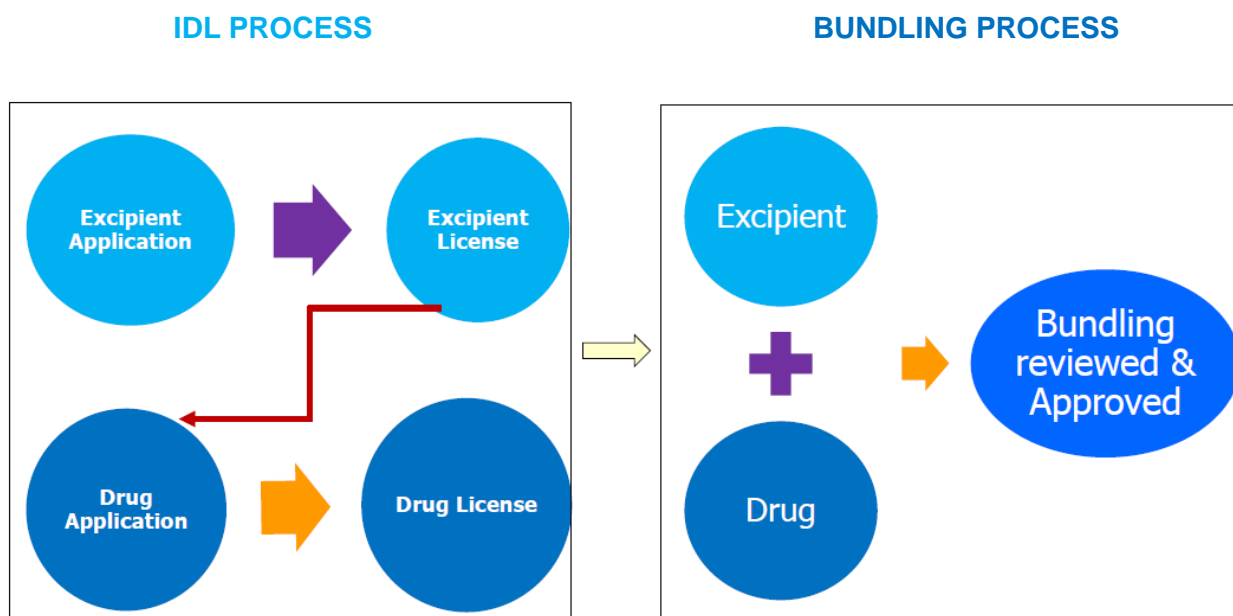 IDL PROCESS
BUNDLING PROCESS
Excipient
Application
Excipient
License
Drug
Application
Drug License
Excipient
Drug
Bundling
reviewed &
Approved